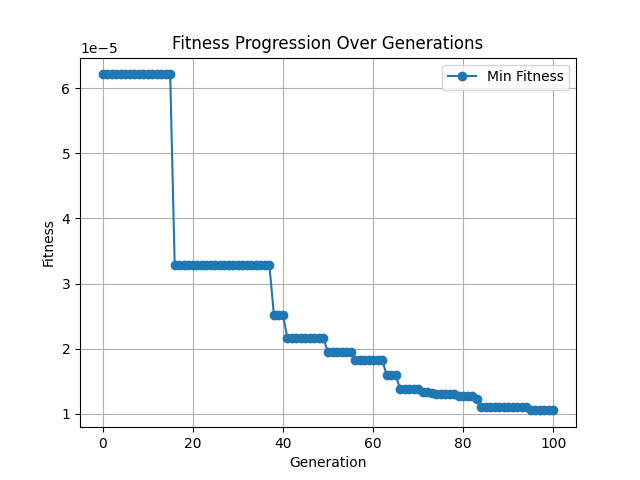 Fitness Progression Over Generations
1e−5
Min Fitness
6
5
4
3
2
1
Fitness
0 20 40 60 80 100
Generation